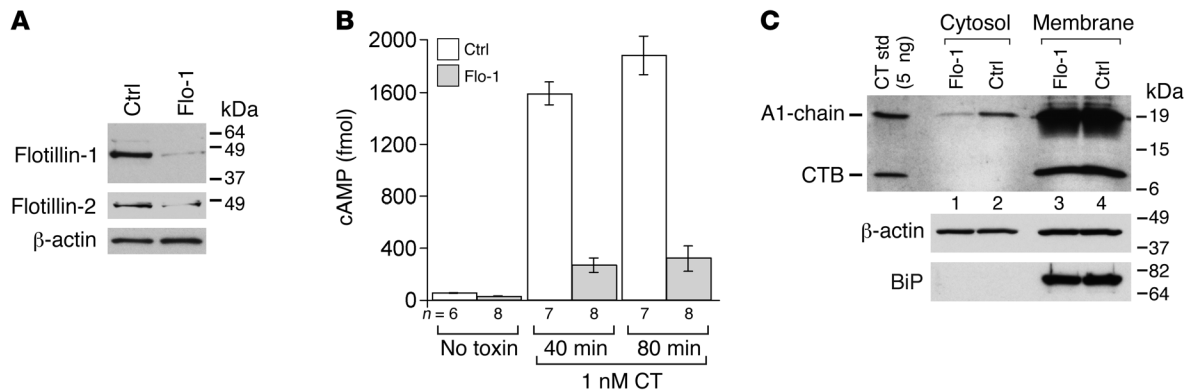 A
Ctrl
Flo-1
kDa
Flotillin-1
64
49
37
Flotillin-2
49
β-actin
B
cAMP (fmol)
2000
1600
1200
800
400
0
Ctrl
Flo-1
n = 6 8 7 8 7 8
No toxin 40 min 80 min
1 nM CT
C
CT std
(5 ng)
Cytosol Membrane
Flo-1 Ctrl Flo-1 Ctrl
kDa
A1-chain
19
15
CTB
6
1 2 3 4
β-actin
49
37
BiP
82
64